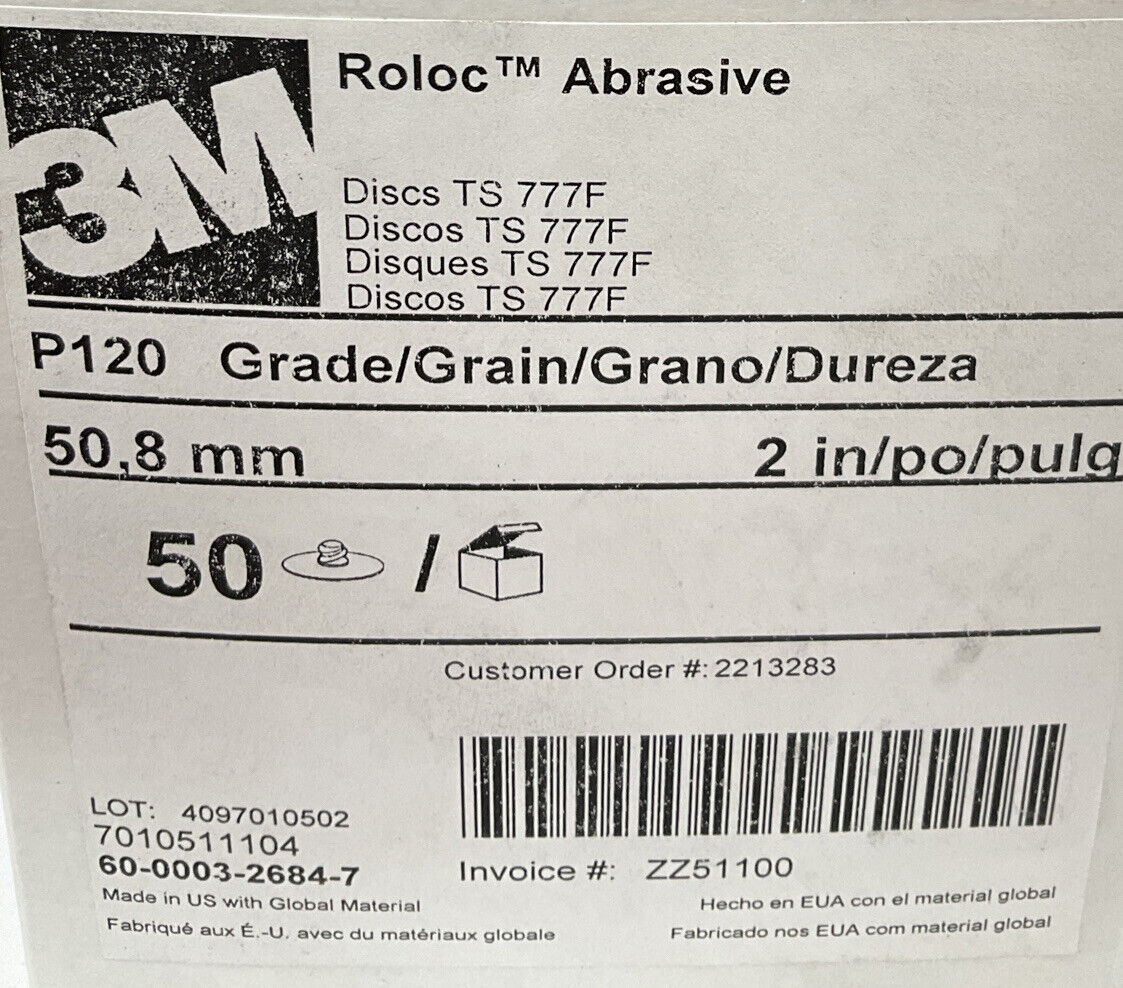 3M
Roloc™ Abrasive
Discs TS 777F
Discos TS 777F
Disques TS 777F
Discos TS 777F
P120 Grade/Grain/Grano/Dureza
50,8 mm 2 in/po/pulg
50 /
Customer Order #: 2213283
LOT: 4097010502
7010511104
60-0003-2684-7
Invoice #: ZZ51100
Made in US with Global Material
Hecho en EUA con el material global
Fabriqué aux É.-U. avec du matériaux globale
Fabricado nos EUA com material global